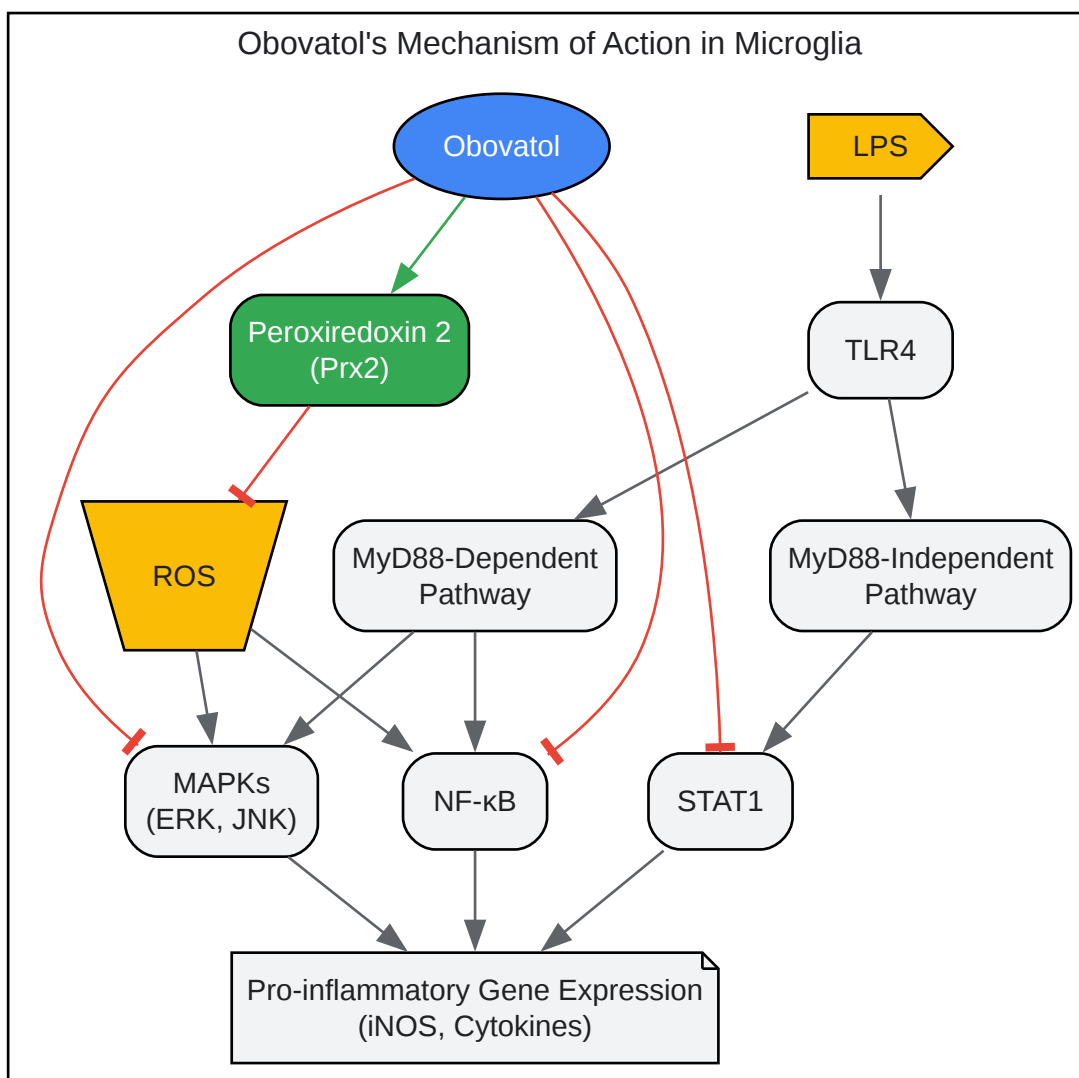 Obovatol's Mechanism of Action in Microglia
Obovatol
LPS
Peroxiredoxin 2
(Prx2)
TLR4
ROS
MyD88-Dependent
Pathway
MyD88-Independent
Pathway
MAPKs
(ERK, JNK)
NF-κB
STAT1
Pro-inflammatory Gene Expression
(iNOS, Cytokines)